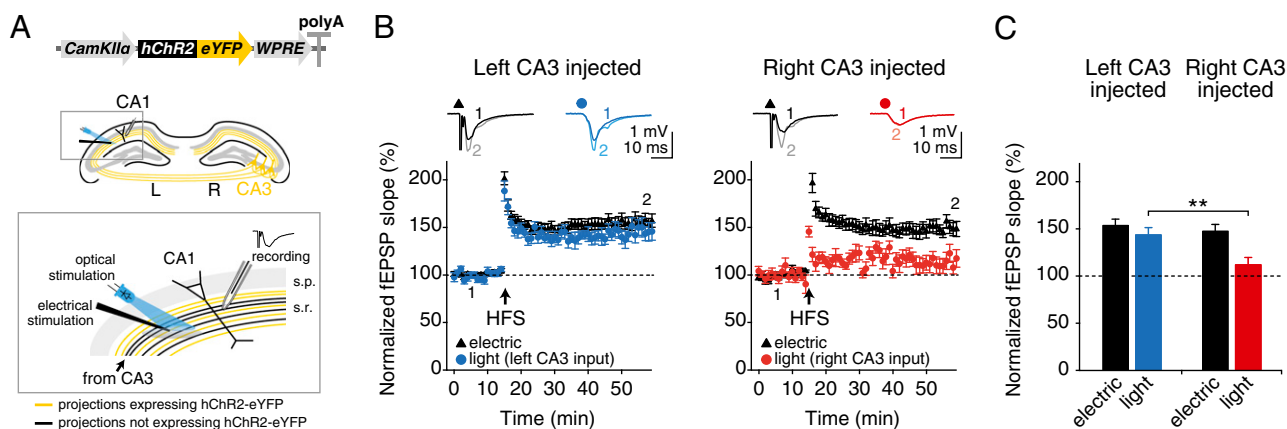 A
polyA
CamKIIα hChR2 eYFP WPRE
CA1
L R CA3
optical stimulation
electrical stimulation
CA1
recording
s.p.
s.r.
from CA3
projections expressing hChR2-eYFP
projections not expressing hChR2-eYFP
B
Left CA3 injected
1
2
1
2
1 mV
10 ms
Normalized fEPSP slope (%)
200
150
100
50
0
1
2
HFS
electric
light (left CA3 input)
0 10 20 30 40 50
Time (min)
Right CA3 injected
1
2
1
2
1 mV
10 ms
Normalized fEPSP slope (%)
200
150
100
50
0
1
2
HFS
electric
light (right CA3 input)
0 10 20 30 40 50
Time (min)
C
Left CA3 injected
Right CA3 injected
Normalized fEPSP slope (%)
200
150
100
50
0
**
electric
light
electric
light